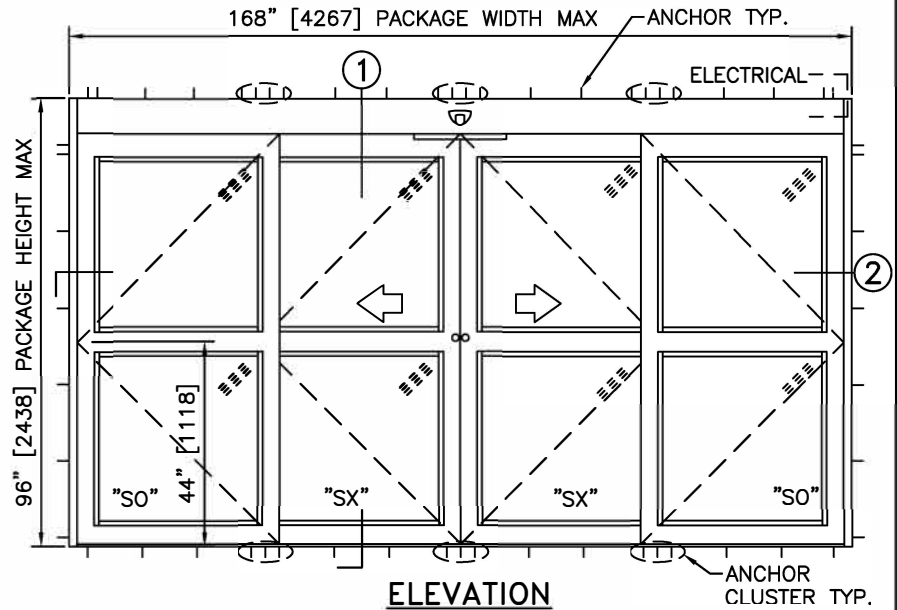 168" [4267] PACKAGE WIDTH MAX
ANCHOR TYP.
1
ELECTRICAL
96" [2438] PACKAGE HEIGHT MAX
2
44" [1118]
"SO"
"SX"
"SX"
"SO"
ELEVATION
ANCHOR
CLUSTER TYP.